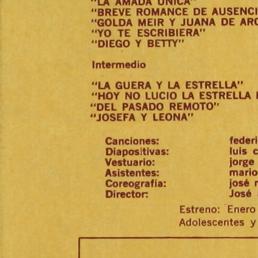 "LA AMADA UNICA"
"BREVE ROMANCE DE AUSENCI
"GOLDA MEIR Y JUANA DE ARC
"YO TE ESCRIBIERA"
"DIEGO Y BETTY"
Intermedio
"LA GUERA Y LA ESTRELLA"
"HOY NO LUCIO LA ESTRELLA
"DEL PASADO REMOTO"
"JOSEFA Y LEONA"
Canciones: federi
Diapositivas: luis c
Vestuario: jorge
Asistentes: mario
Coreografía: josé
Director: José
Estreno: Enero
Adolescentes y